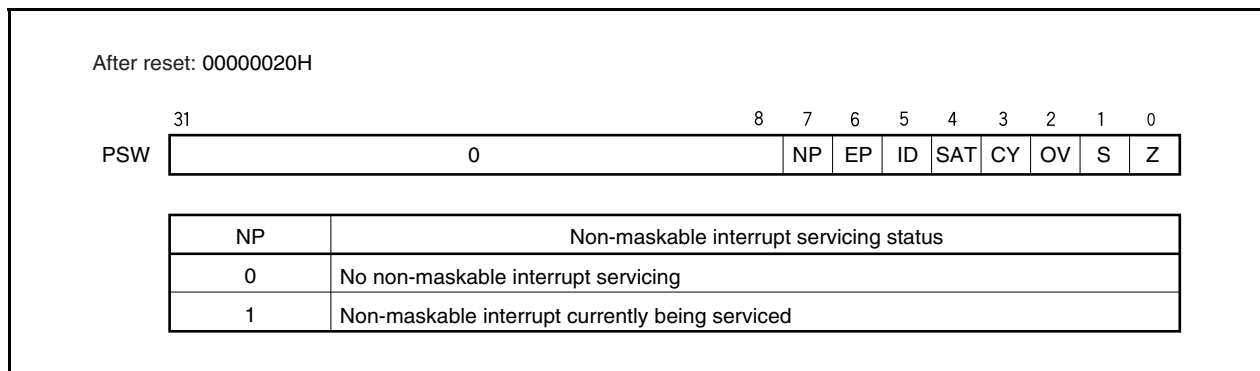 After reset: 00000020H
31 8 7 6 5 4 3 2 1 0
PSW 0 NP EP ID SAT CY OV S Z
NP Non-maskable interrupt servicing status
0 No non-maskable interrupt servicing
1 Non-maskable interrupt currently being serviced